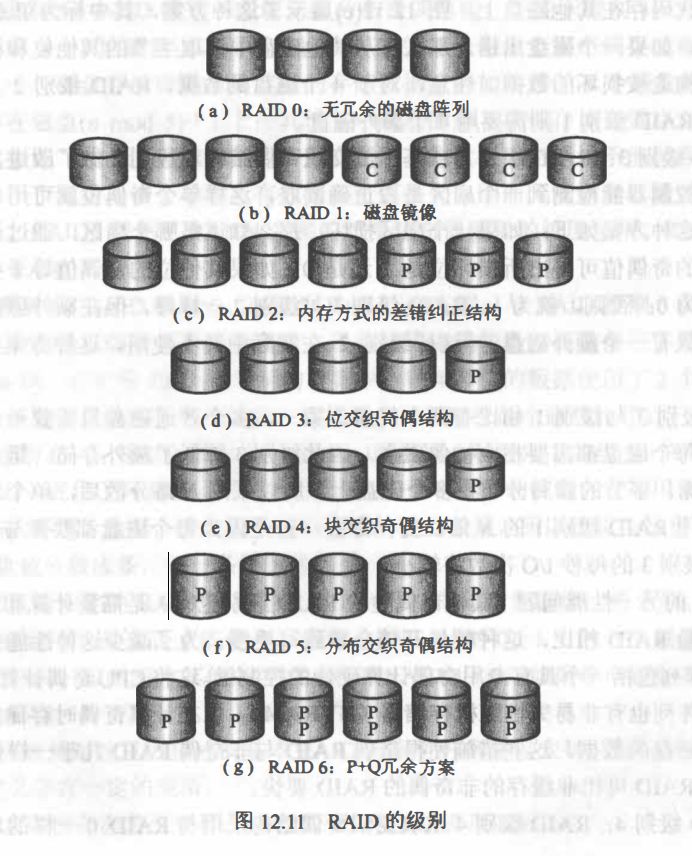 (a) RAID 0：无冗余的磁盘阵列
C C C C
(b) RAID 1：磁盘镜像
P P P
(c) RAID 2：内存方式的差错纠正结构
P
(d) RAID 3：位交织奇偶结构
P
(e) RAID 4：块交织奇偶结构
P P P P P
(f) RAID 5：分布交织奇偶结构
P P P P P P
P P P P
(g) RAID 6：P+Q冗余方案
图 12.11 RAID 的级别